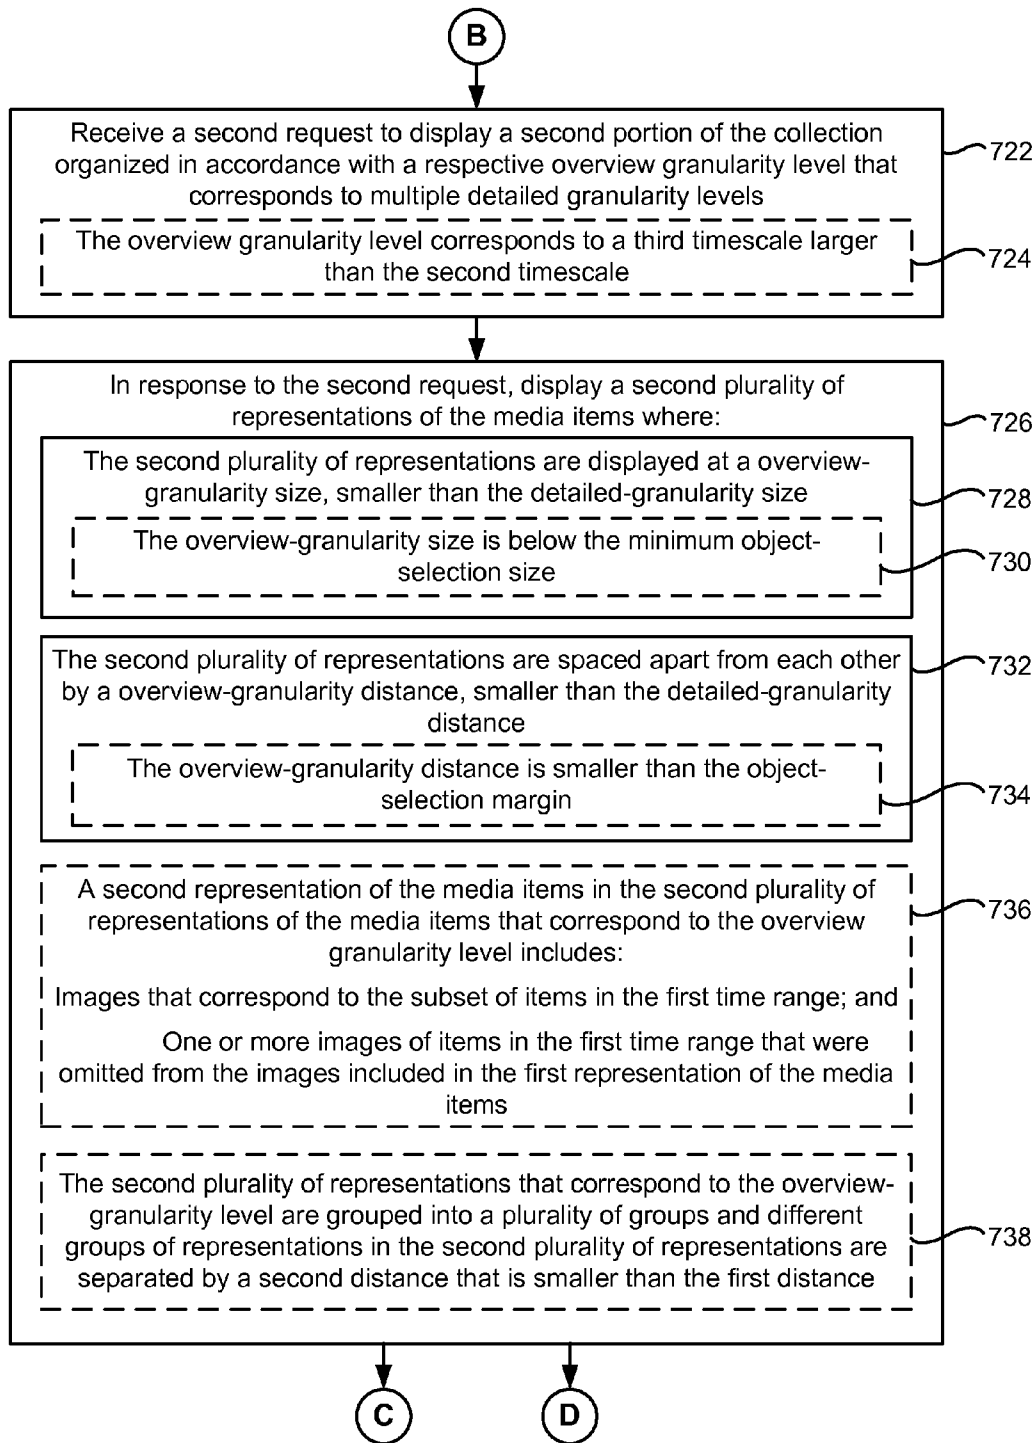 B
Receive a second request to display a second portion of the collection
organized in accordance with a respective overview granularity level that
corresponds to multiple detailed granularity levels
722
The overview granularity level corresponds to a third timescale larger
than the second timescale
724
In response to the second request, display a second plurality of
representations of the media items where:
726
The second plurality of representations are displayed at a overview-
granularity size, smaller than the detailed-granularity size
728
The overview-granularity size is below the minimum object-
selection size
730
The second plurality of representations are spaced apart from each other
by a overview-granularity distance, smaller than the detailed-granularity
distance
732
The overview-granularity distance is smaller than the object-
selection margin
734
A second representation of the media items in the second plurality of
representations of the media items that correspond to the overview
granularity level includes:
736
Images that correspond to the subset of items in the first time range; and
One or more images of items in the first time range that were
omitted from the images included in the first representation of the media
items
The second plurality of representations that correspond to the overview-
granularity level are grouped into a plurality of groups and different
groups of representations in the second plurality of representations are
separated by a second distance that is smaller than the first distance
738
C
D